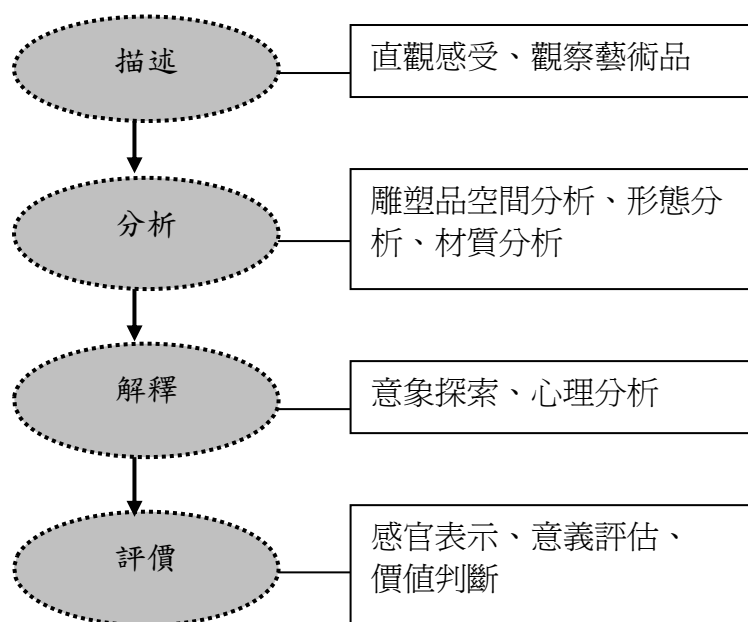 描述
直觀感受、觀察藝術品
分析
雕塑品空間分析、形態分
析、材質分析
解釋
意象探索、心理分析
評價
感官表示、意義評估、
價值判斷